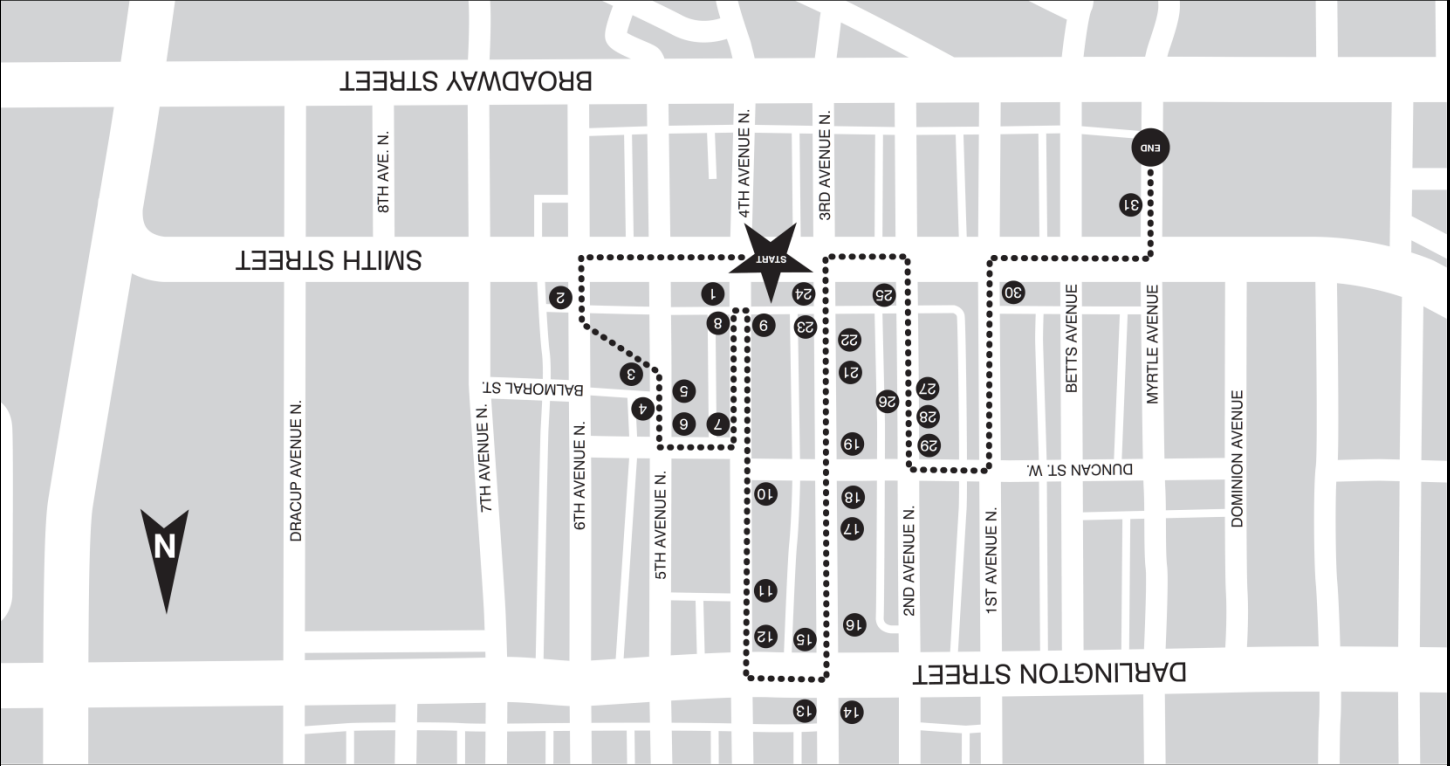 14
13
DARLINGTON STREET
15
12
16
11
N
1ST AVENUE N.
2ND AVENUE N.
5TH AVENUE N.
17
18
10
DUNCAN ST. W.
DOMINION AVENUE
6TH AVENUE N.
7TH AVENUE N.
DRACUP AVENUE N.
29
19
28
27
26
7
6
4
5
3
BALMORAL ST.
21
22
MYRTLE AVENUE
BETTS AVENUE
23
9
8
30
25
24
1
2
SMITH STREET
START
31
END
3RD AVENUE N.
4TH AVENUE N.
8TH AVE. N.
BROADWAY STREET